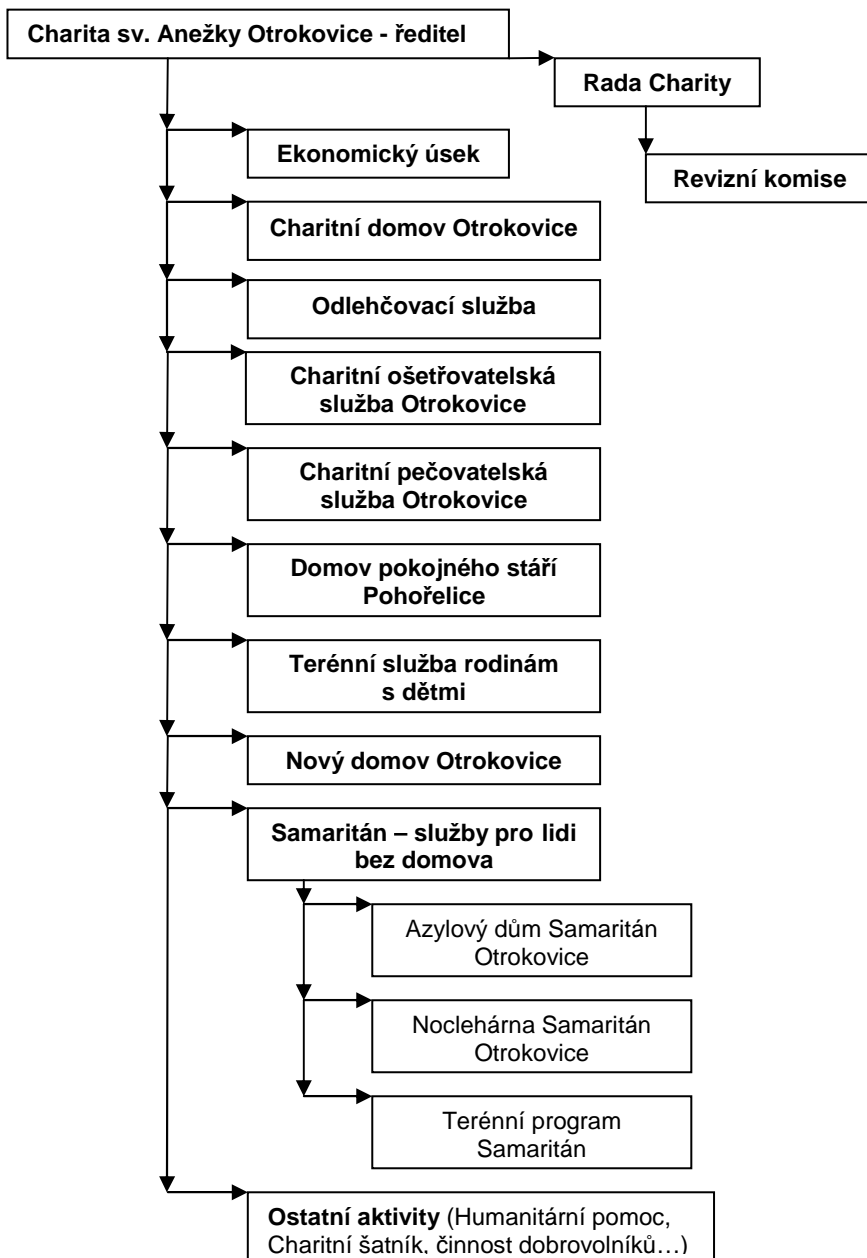 Charita sv. Anežky Otrokovice - ředitel
Rada Charity
Revizní komise
Ekonomický úsek
Charitní domov Otrokovice
Odlehčovací služba
Charitní ošetřovatelská
služba Otrokovice
Charitní pečovatelská
služba Otrokovice
Domov pokojného stáří
Pohořelice
Terénní služba rodinám
s dětmi
Nový domov Otrokovice
Samaritán – služby pro lidi
bez domova
Azylový dům Samaritán
Otrokovice
Noclehárna Samaritán
Otrokovice
Terénní program
Samaritán
Ostatní aktivity (Humanitární pomoc,
Charitní šatník, činnost dobrovolníků…)